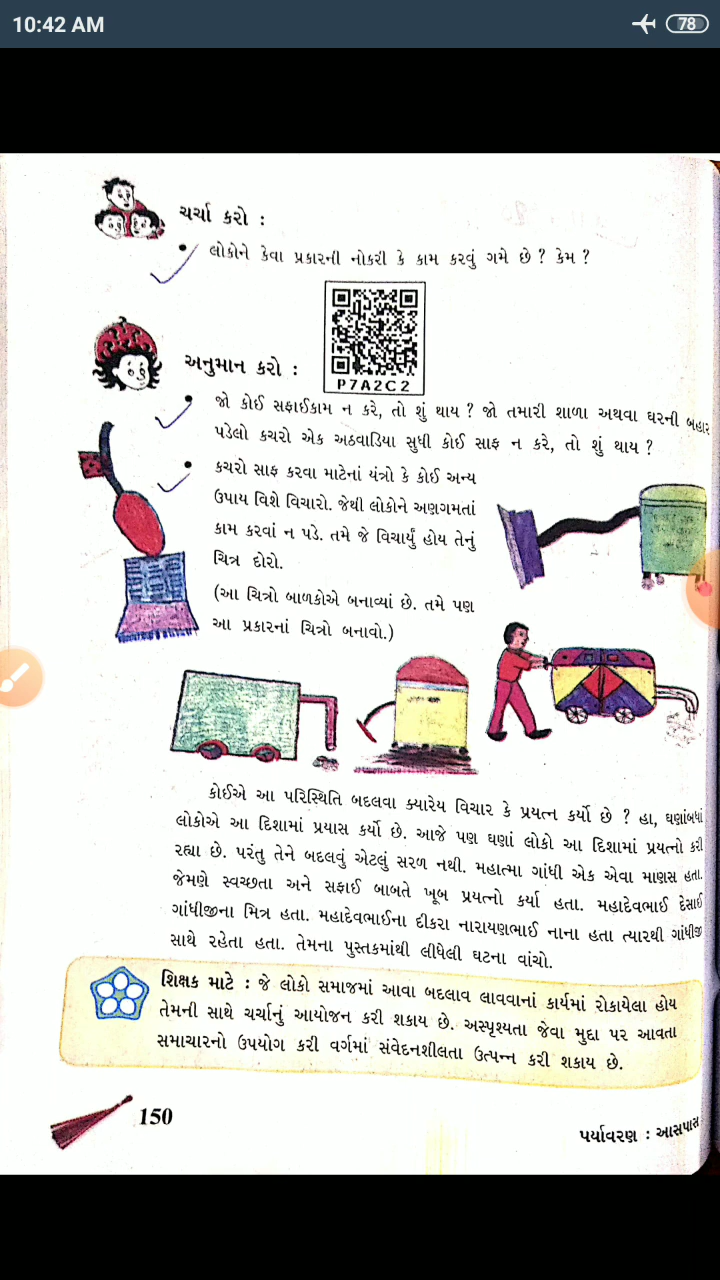 10:42 AM
78
ચર્ચા કરો :
લોકોને કેવા પ્રકારની નોકરી કે કામ કરવું ગમે છે ? કેમ ?
P7A2C2
અનુમાન કરો :
જો કોઈ સફાઈકામ ન કરે, તો શું થાય ? જો તમારી શાળા અથવા ઘરની બહાર
પડેલો કચરો એક અઠવાડિયા સુધી કોઈ સાફ ન કરે, તો શું થાય ?
કચરો સાફ કરવા માટેનાં યંત્રો કે કોઈ અન્ય
ઉપાય વિશે વિચારો. જેથી લોકોને અણગમતાં
કામ કરવાં ન પડે. તમે જે વિચાર્યું હોય તેનું
ચિત્ર દોરો.
(આ ચિત્રો બાળકોએ બનાવ્યાં છે. તમે પણ
આ પ્રકારનાં ચિત્રો બનાવો.)
કોઈએ આ પરિસ્થિતિ બદલવા ક્યારેય વિચાર કે પ્રયત્ન કર્યો છે ? હા, ઘણાંબધાં
લોકોએ આ દિશામાં પ્રયાસ કર્યો છે. આજે પણ ઘણાં લોકો આ દિશામાં પ્રયત્નો કરી
રહ્યા છે. પરંતુ તેને બદલવું એટલું સરળ નથી. મહાત્મા ગાંધી એક એવા માણસ હતા.
જેમણે સ્વચ્છતા અને સફાઈ બાબતે ખૂબ પ્રયત્નો કર્યા હતા. મહાદેવભાઈ દેસાઈ
ગાંધીજીના મિત્ર હતા. મહાદેવભાઈના દીકરા નારાયણભાઈ નાના હતા ત્યારથી ગાંધીજી
સાથે રહેતા હતા. તેમના પુસ્તકમાંથી લીધેલી ઘટના વાંચો.
શિક્ષક માટે : જે લોકો સમાજમાં આવા બદલાવ લાવવાનાં કાર્યમાં રોકાયેલા હોય
તેમની સાથે ચર્ચાનું આયોજન કરી શકાય છે. અસ્પૃશ્યતા જેવા મુદ્દા પર આવતા
સમાચારનો ઉપયોગ કરી વર્ગમાં સંવેદનશીલતા ઉત્પન્ન કરી શકાય છે.
150
પર્યાવરણ : આસપાસ